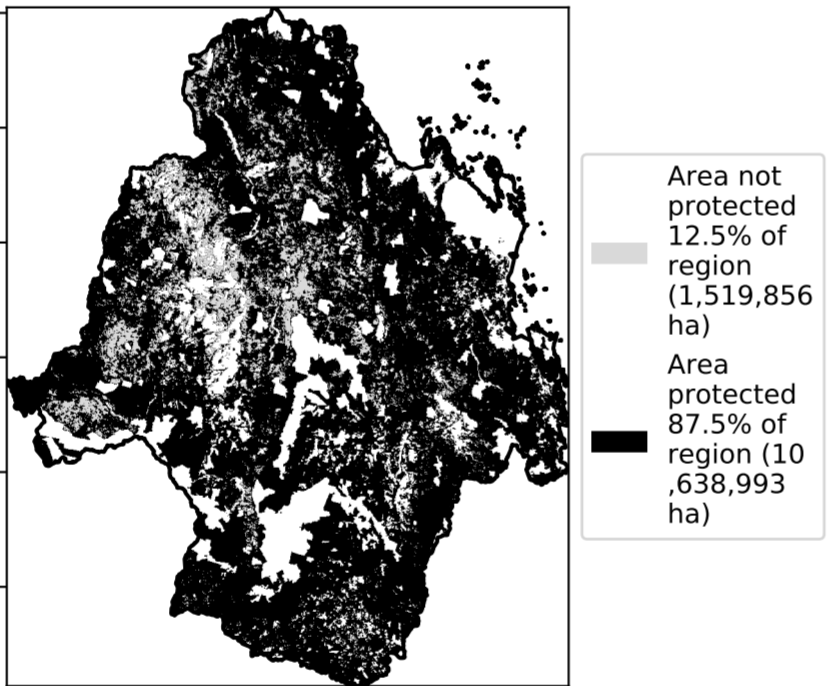 Area not
protected
12.5% of
region
(1,519,856
ha)
Area
protected
87.5% of
region (10
,638,993
ha)